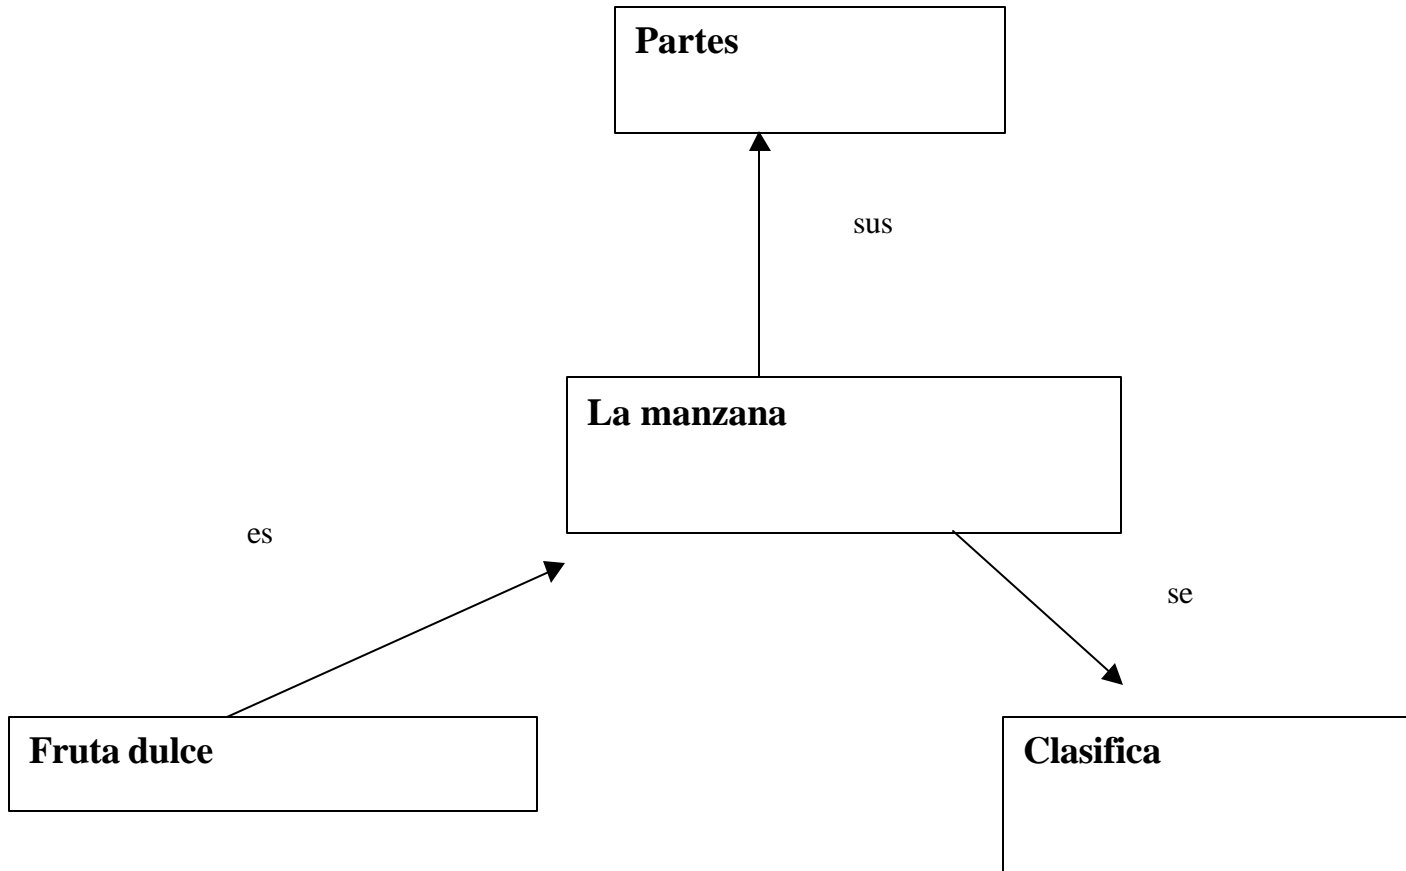 Partes
sus
La manzana
es
se
Fruta dulce
Clasifica